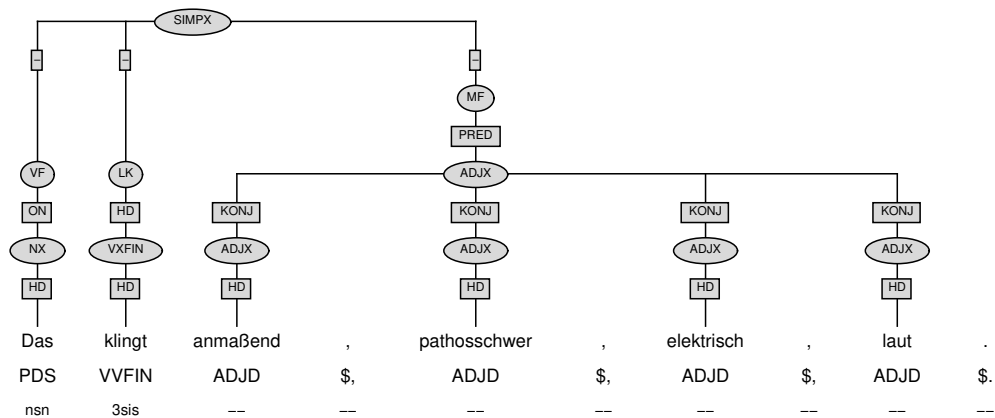 SIMPX
– – –
MF
PRED
VF LK ADJX
ON HD KONJ KONJ KONJ KONJ
NX VXFIN ADJX ADJX ADJX ADJX
HD HD HD HD HD HD
Das klingt anmaßend , pathosschwer , elektrisch , laut .
PDS VVFIN ADJD $, ADJD $, ADJD $, ADJD $.
nsn 3sis -- -- -- -- -- -- -- --